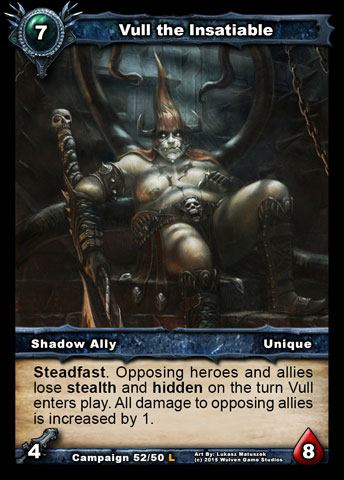 7
Vull the Insatiable
Shadow Ally Unique
Steadfast. Opposing heroes and allies
lose stealth and hidden on the turn Vull
enters play. All damage to opposing allies
is increased by 1.
4
Campaign 52/50 L
Art By: Lukasz Matuszek
(c) 2015 Wulven Game Studios
8